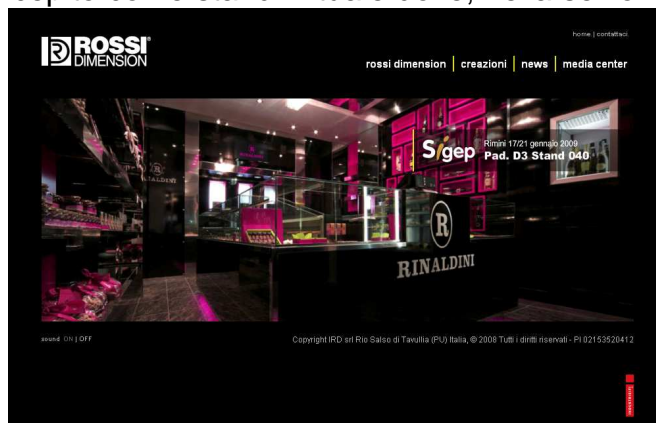 home | contattaci
ROSSI
DIMENSION
rossi dimension | creazioni | news | media center
Sigep
Rimini 17/21 gennaio 2009
Pad. D3 Stand 040
RINALDINI
R
RINALDINI
sound ON | OFF
Copyright IRD srl Rio Salso di Tavullia (PU) Italia, © 2008 Tutti i diritti riservati - PI 02153520412